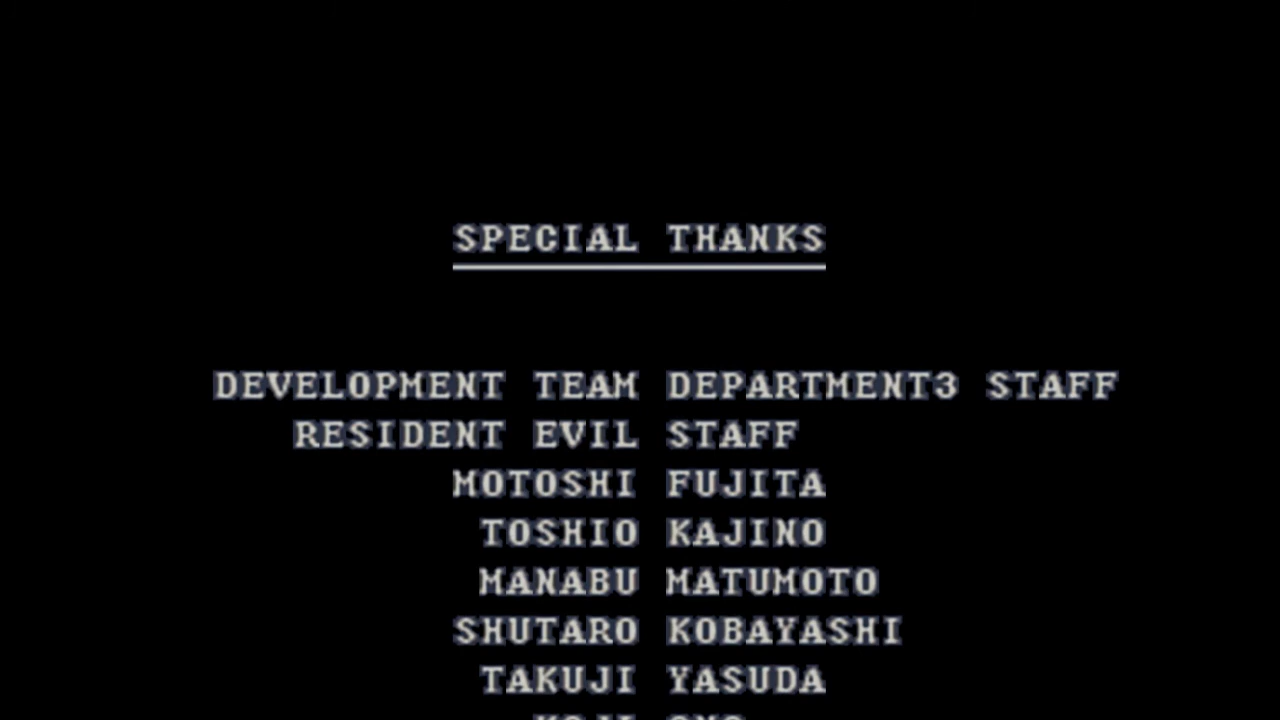 SPECIAL THANKS
DEVELOPMENT TEAM DEPARTMENT3 STAFF
RESIDENT EVIL STAFF
MOTOSHI FUJITA
TOSHIO KAJINO
MANABU MATUMOTO
SHUTARO KOBAYASHI
TAKUJI YASUDA